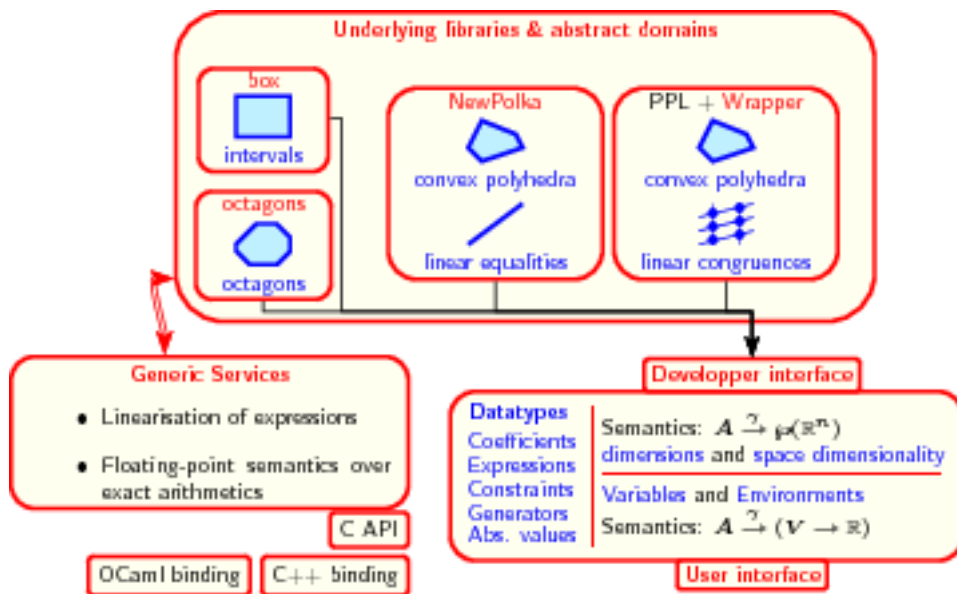 Underlying libraries & abstract domains
box
intervals
octagons
octagons
NewPolka
convex polyhedra
linear equalities
PPL + Wrapper
convex polyhedra
linear congruences
Generic Services
● Linearisation of expressions
● Floating-point semantics over
exact arithmetics
C API
OCaml binding
C++ binding
Developper interface
Datatypes
Coefficients
Expressions
Constraints
Generators
Abs. values
Semantics: A →^γ ℘(ℝ^n)
dimensions and space dimensionality
Variables and Environments
Semantics: A →^γ (V → ℝ)
User interface